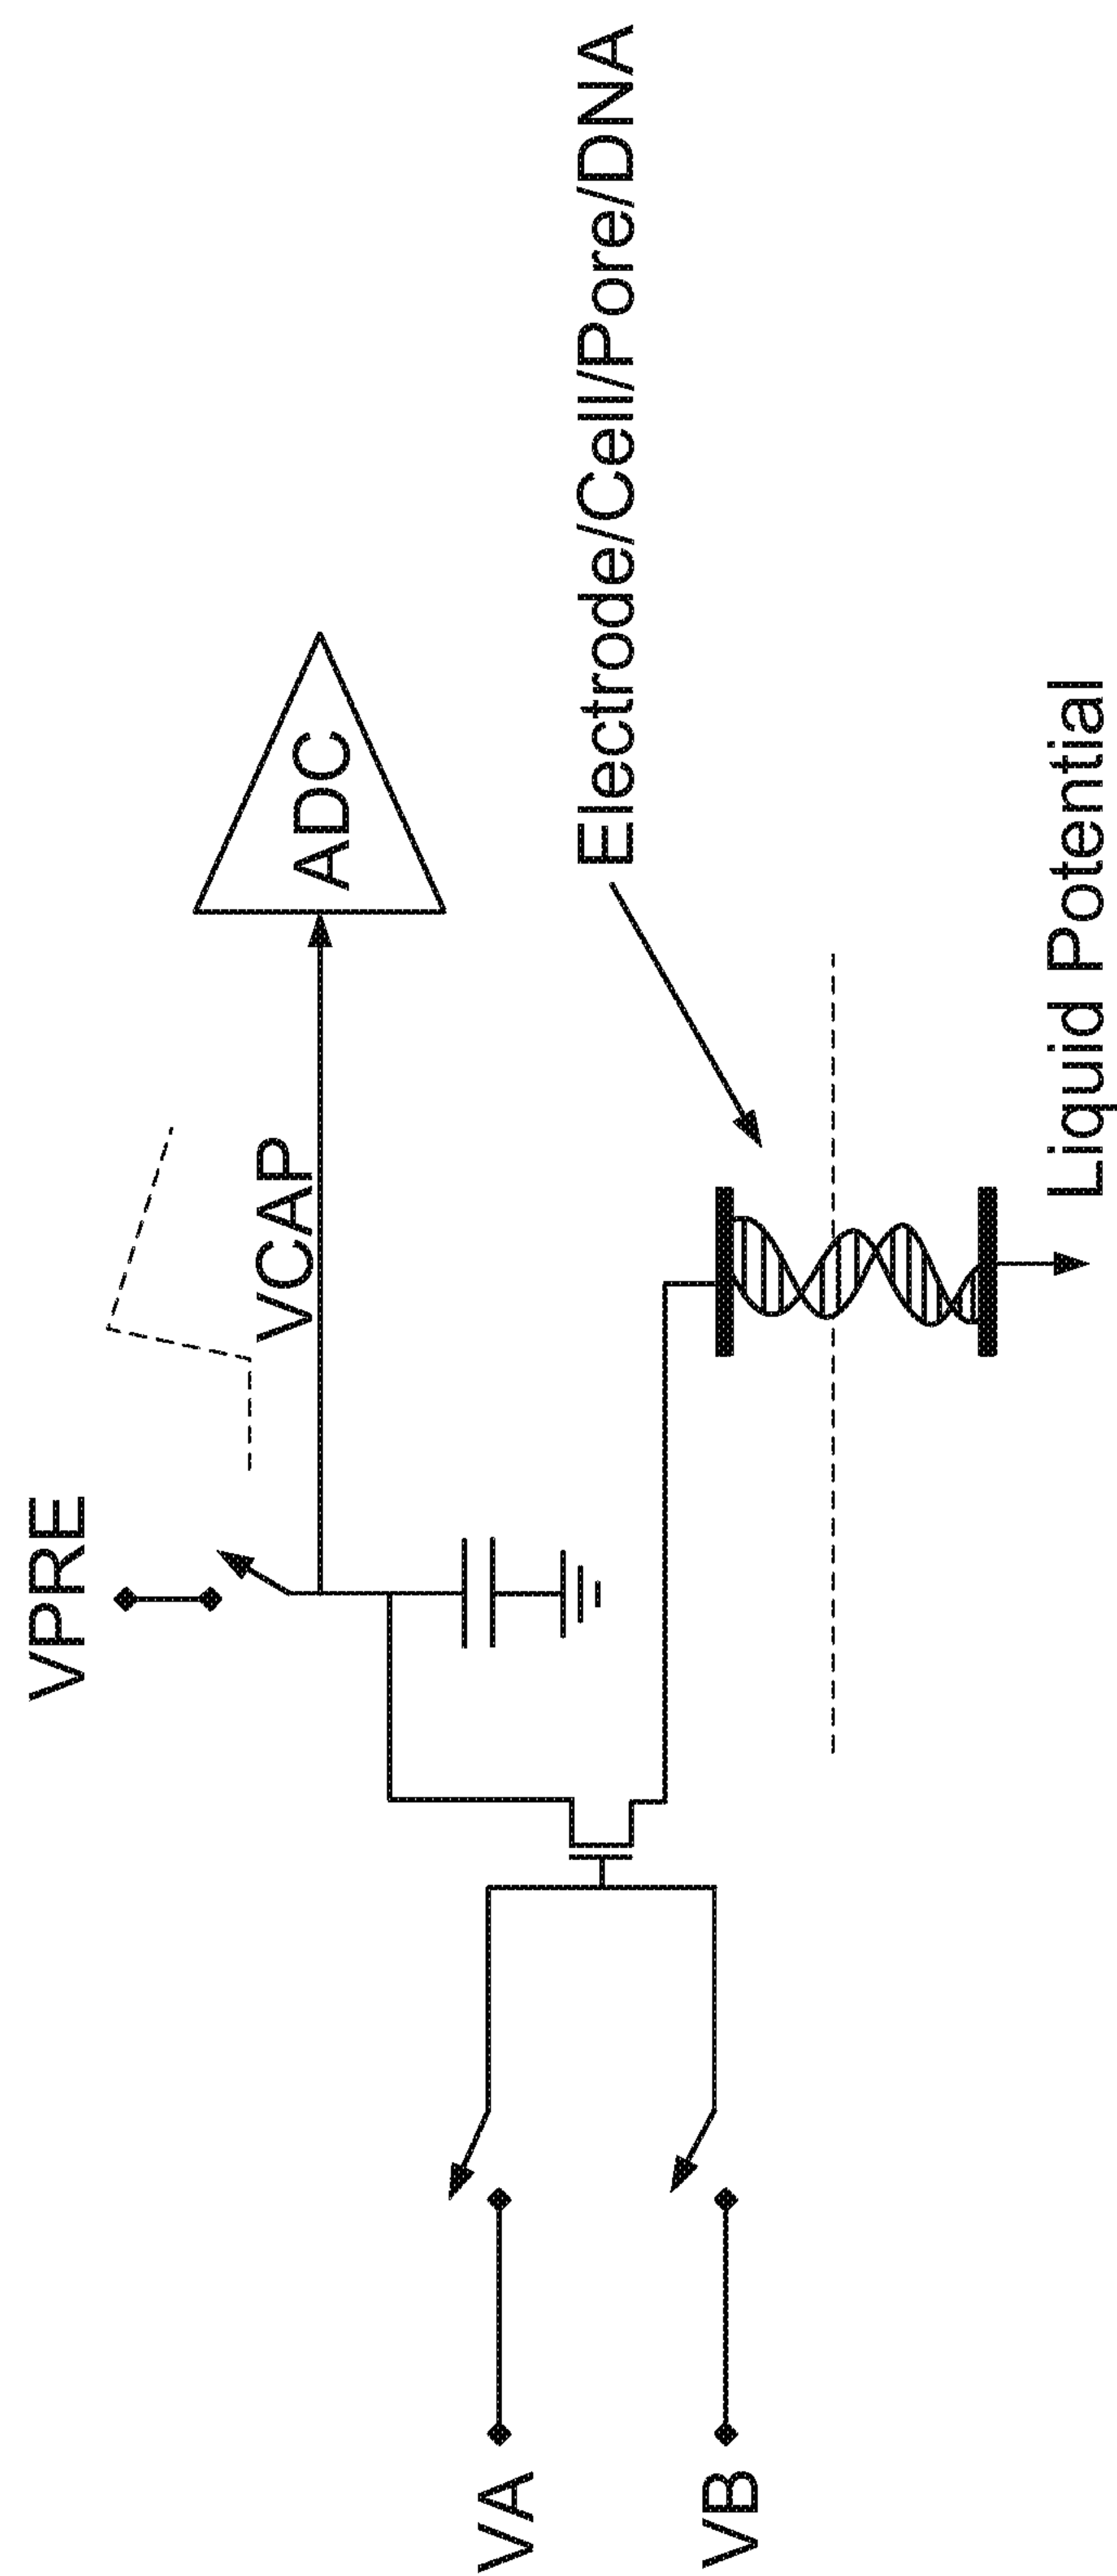 VPRE
VCAP
ADC
VA
VB
Electrode/Cell/Pore/DNA
Liquid Potential